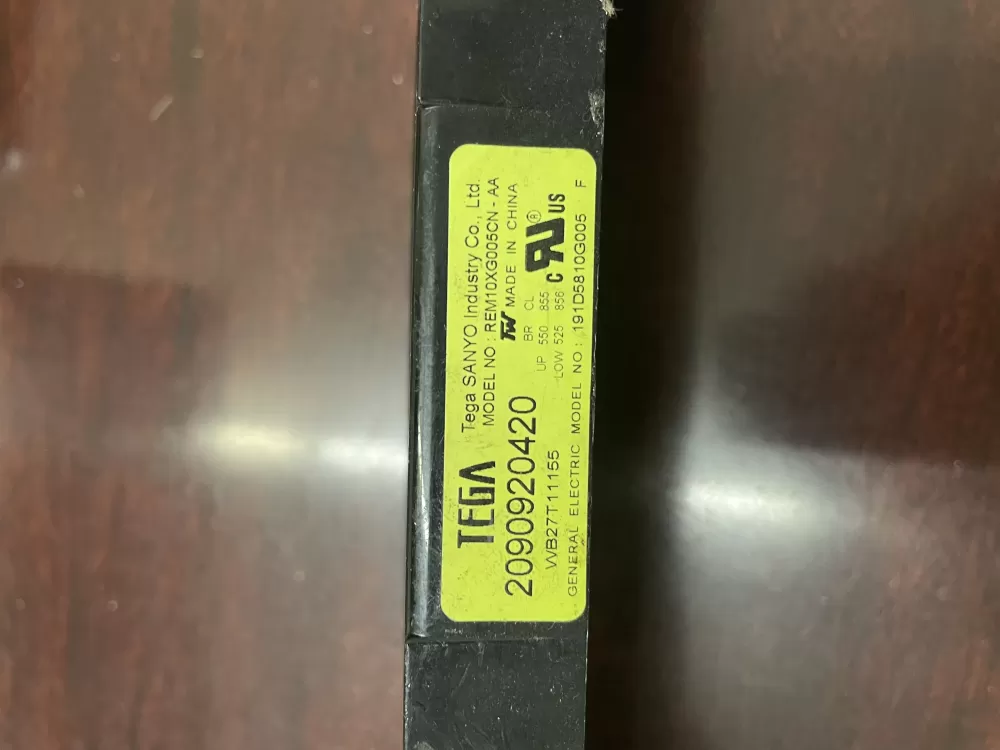 TEGA Tega SANYO Industry Co., Ltd.
MODEL NO : REM10XG005CN - AA
MADE IN CHINA
2090920420
BR CL
UP 550 855
LOW 525 856
c RU ® US
WB27T11155
GENERAL ELECTRIC MODEL NO : 191D5810G005 F